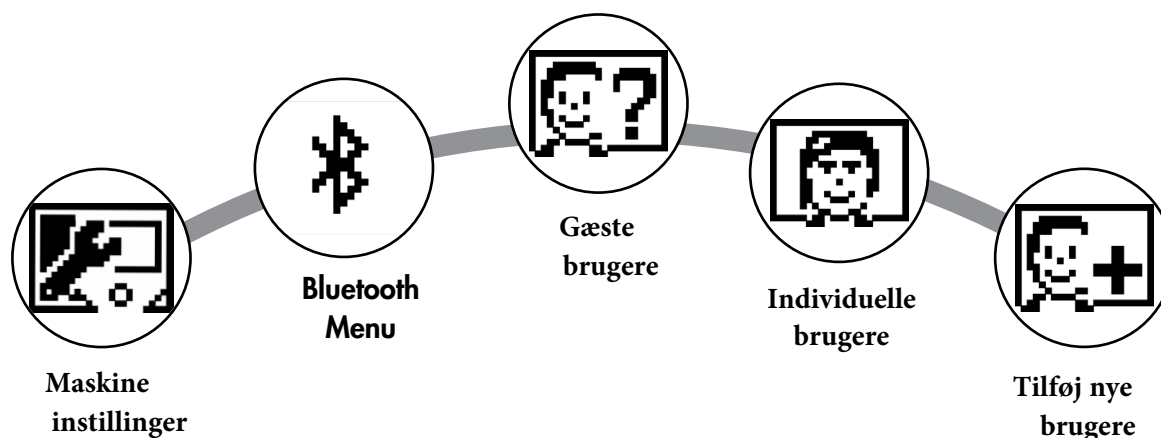 Maskine
instillinger
Bluetooth
Menu
Gæste
brugere
Individuelle
brugere
Tilføj nye
brugere